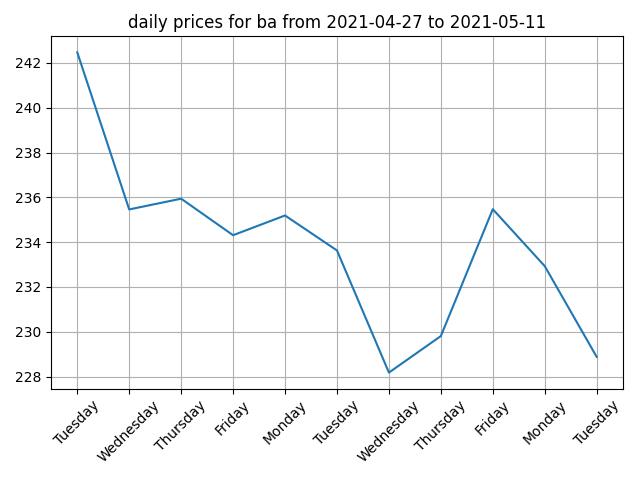 daily prices for ba from 2021-04-27 to 2021-05-11
242
240
238
236
234
232
230
228
Tuesday
Wednesday
Thursday
Friday
Monday
Tuesday
Wednesday
Thursday
Friday
Monday
Tuesday